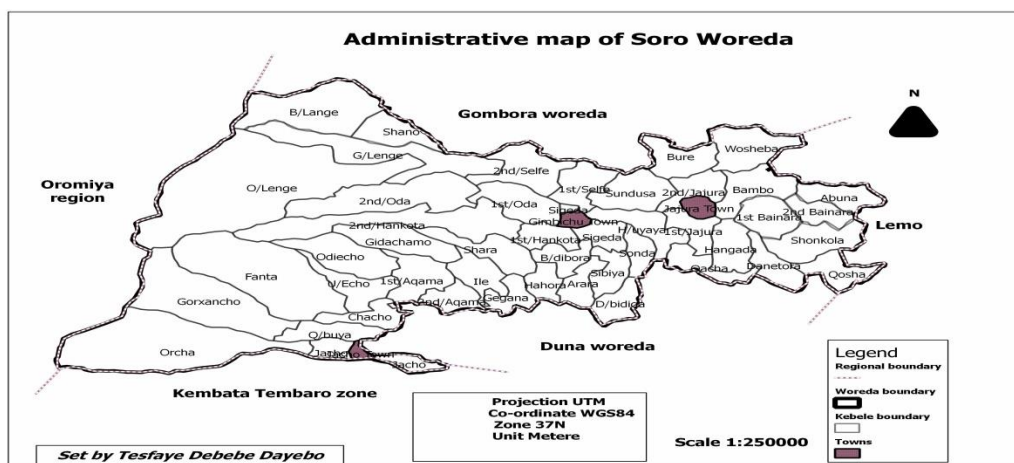 Administrative map of Soro Woreda
N
Gombora woreda
B/Lange
Shano
G/Lenge
Oromiya
region
O/Lenge
2nd/Selfe
Bure
Wosheba
1st/Selfe
Sundusa
2nd/Jajura
Bambo
Abuna
2nd/Oda
1st/Oda
Sigeda
Jajura Town
1st Bainara
2nd Bainara
2nd/Hankota
Gimbichu Town
Lemo
Gidachamo
1st/Hankota
Sigeda
H/uyaya
1st/Jajura
Shonkola
Odiecho
Shara
B/dibora
Sonda
Hangada
Fanta
J/Echo
1st/Aqama
Ile
Hahora
Arara
Sibiya
Danetora
Qosha
Gorxancho
2nd/Aqam
Gegana
D/bidiga
Chacho
O/buya
Orcha
Jacho
Duna woreda
Kembata Tembaro zone
Projection UTM
Co-ordinate WGS84
Zone 37N
Unit Metere
Scale 1:250000
Legend
Regional boundary
Woreda boundary
Kebele boundary
Towns
Set by Tesfaye Debebe Dayebo